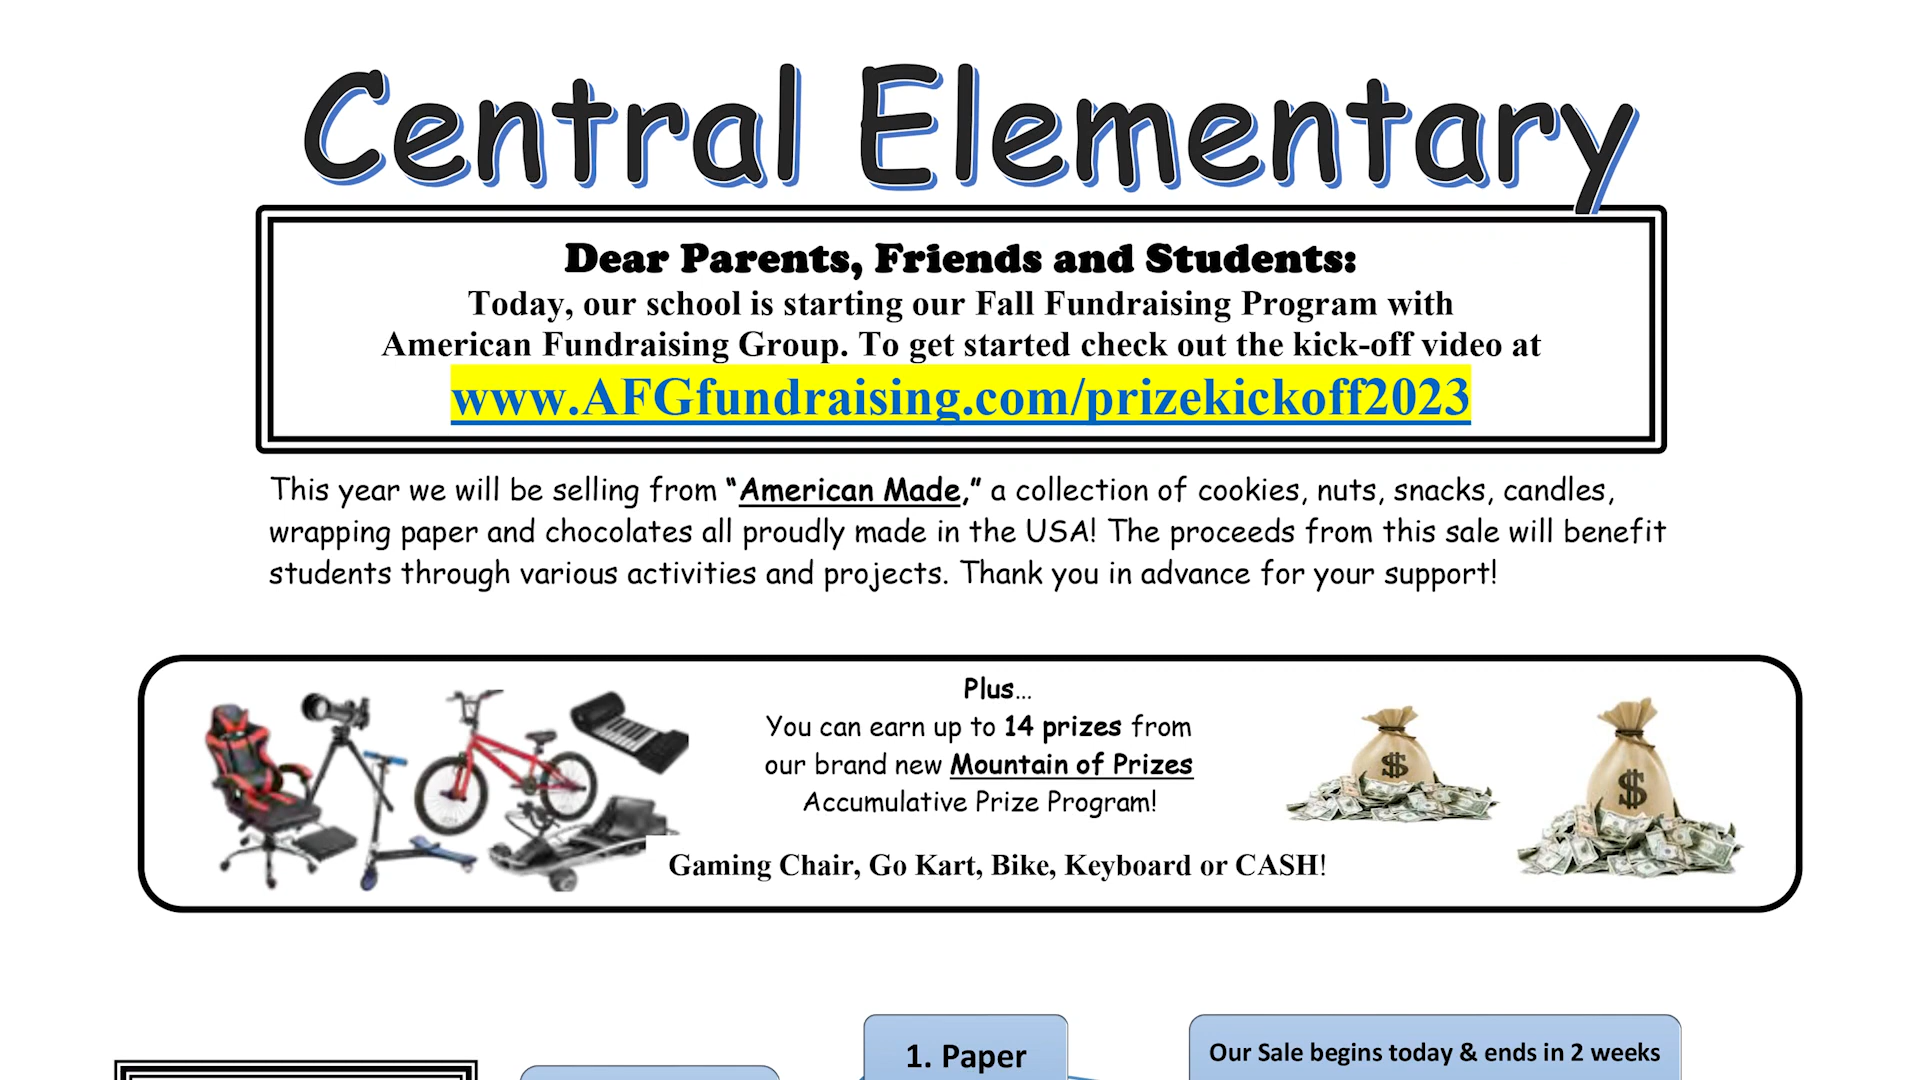 Central Elementary
Dear Parents, Friends and Students:
Today, our school is starting our Fall Fundraising Program with
American Fundraising Group. To get started check out the kick-off video at
www.AFGfundraising.com/prizekickoff2023
This year we will be selling from “American Made,” a collection of cookies, nuts, snacks, candles,
wrapping paper and chocolates all proudly made in the USA! The proceeds from this sale will benefit
students through various activities and projects. Thank you in advance for your support!
Plus…
You can earn up to 14 prizes from
our brand new Mountain of Prizes
Accumulative Prize Program!
Gaming Chair, Go Kart, Bike, Keyboard or CASH!
$
$
1. Paper
Our Sale begins today & ends in 2 weeks